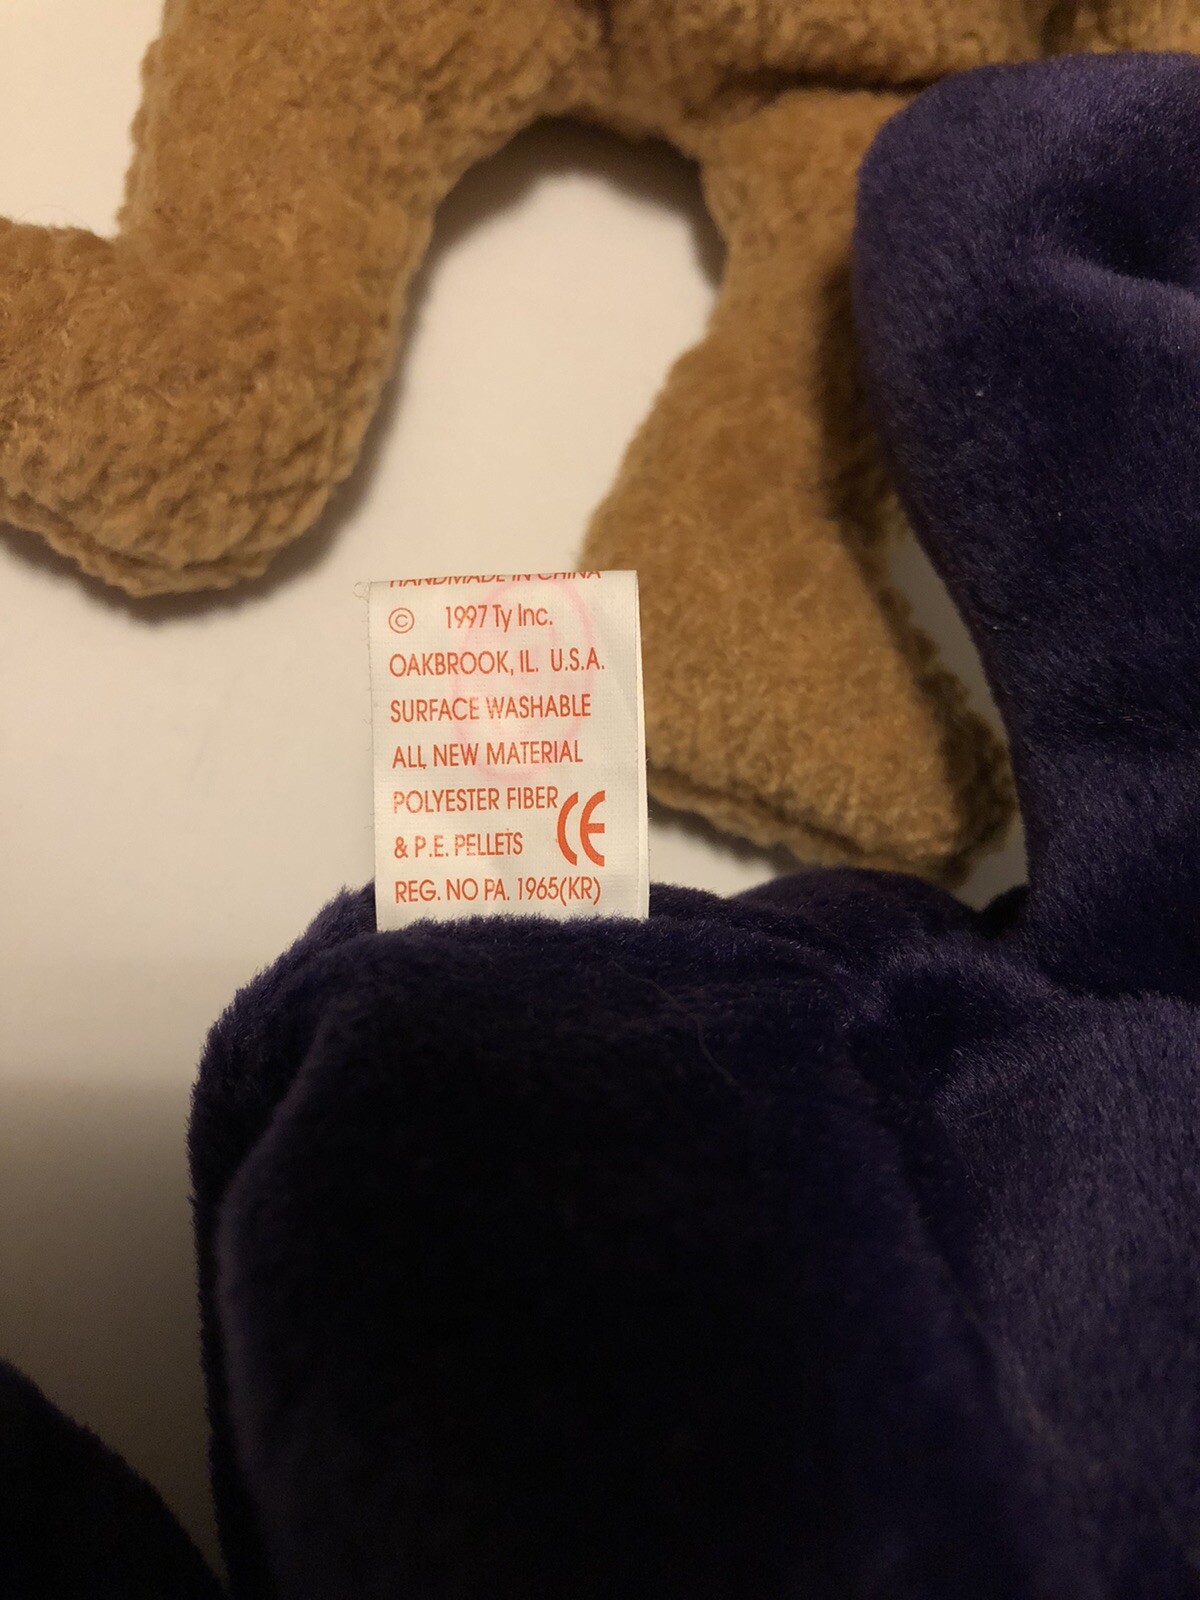 HANDMADE IN CHINA
© 1997 Ty Inc.
OAKBROOK, IL. U.S.A.
SURFACE WASHABLE
ALL NEW MATERIAL
POLYESTER FIBER
& P.E. PELLETS CE
REG. NO PA. 1965(KR)